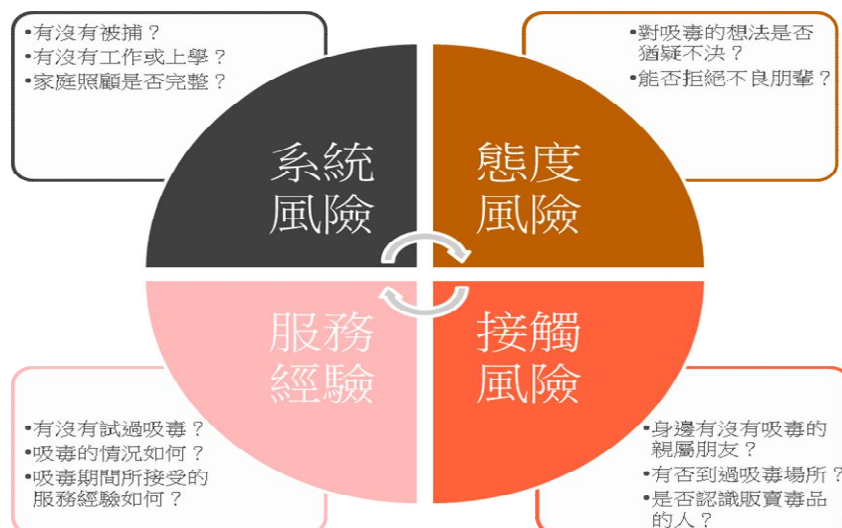 •有沒有被捕？
•有沒有工作或上學？
•家庭照顧是否完整？
•對吸毒的想法是否
猶疑不決？
•能否拒絕不良朋輩？
系統
風險
態度
風險
服務
經驗
接觸
風險
•有沒有試過吸毒？
•吸毒的情況如何？
•吸毒期間所接受的
服務經驗如何？
•身邊有沒有吸毒的
親屬朋友？
•有否到過吸毒場所？
•是否認識販賣毒品
的人？